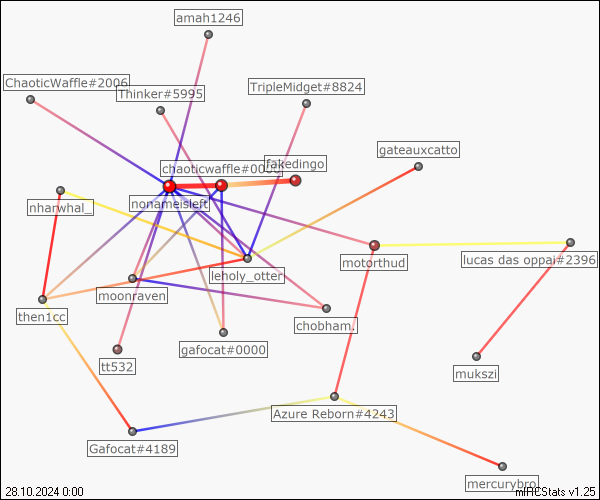 amah1246
ChaoticWaffle#2006
Thinker#5995
TripleMidget#8824
gateauxcatto
chaoticwaffle#0000
fakedingo
nharwhal_
nonameisleft
motorthud
lucas das oppai#2396
leholy_otter
moonraven
then1cc
chobham.
gafocat#0000
tt532
mukszi
Azure Reborn#4243
Gafocat#4189
mercurybro
28.10.2024 0:00
mIRCStats v1.25